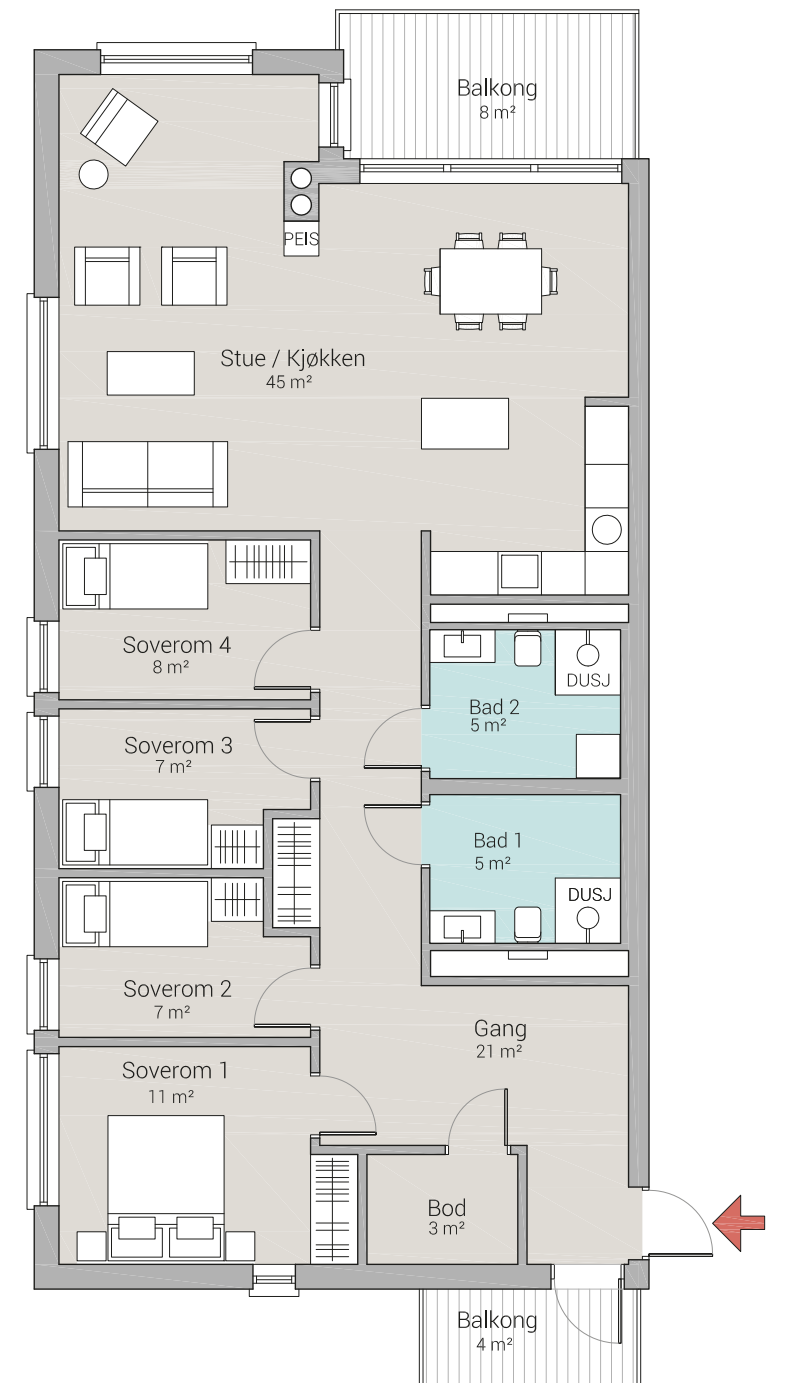 Balkong
8 m²
PEIS
Stue / Kjøkken
45 m²
Soverom 4
8 m²
DUSJ
Bad 2
5 m²
Soverom 3
7 m²
Bad 1
5 m²
DUSJ
Soverom 2
7 m²
Gang
21 m²
Soverom 1
11 m²
Bod
3 m²
Balkong
4 m²